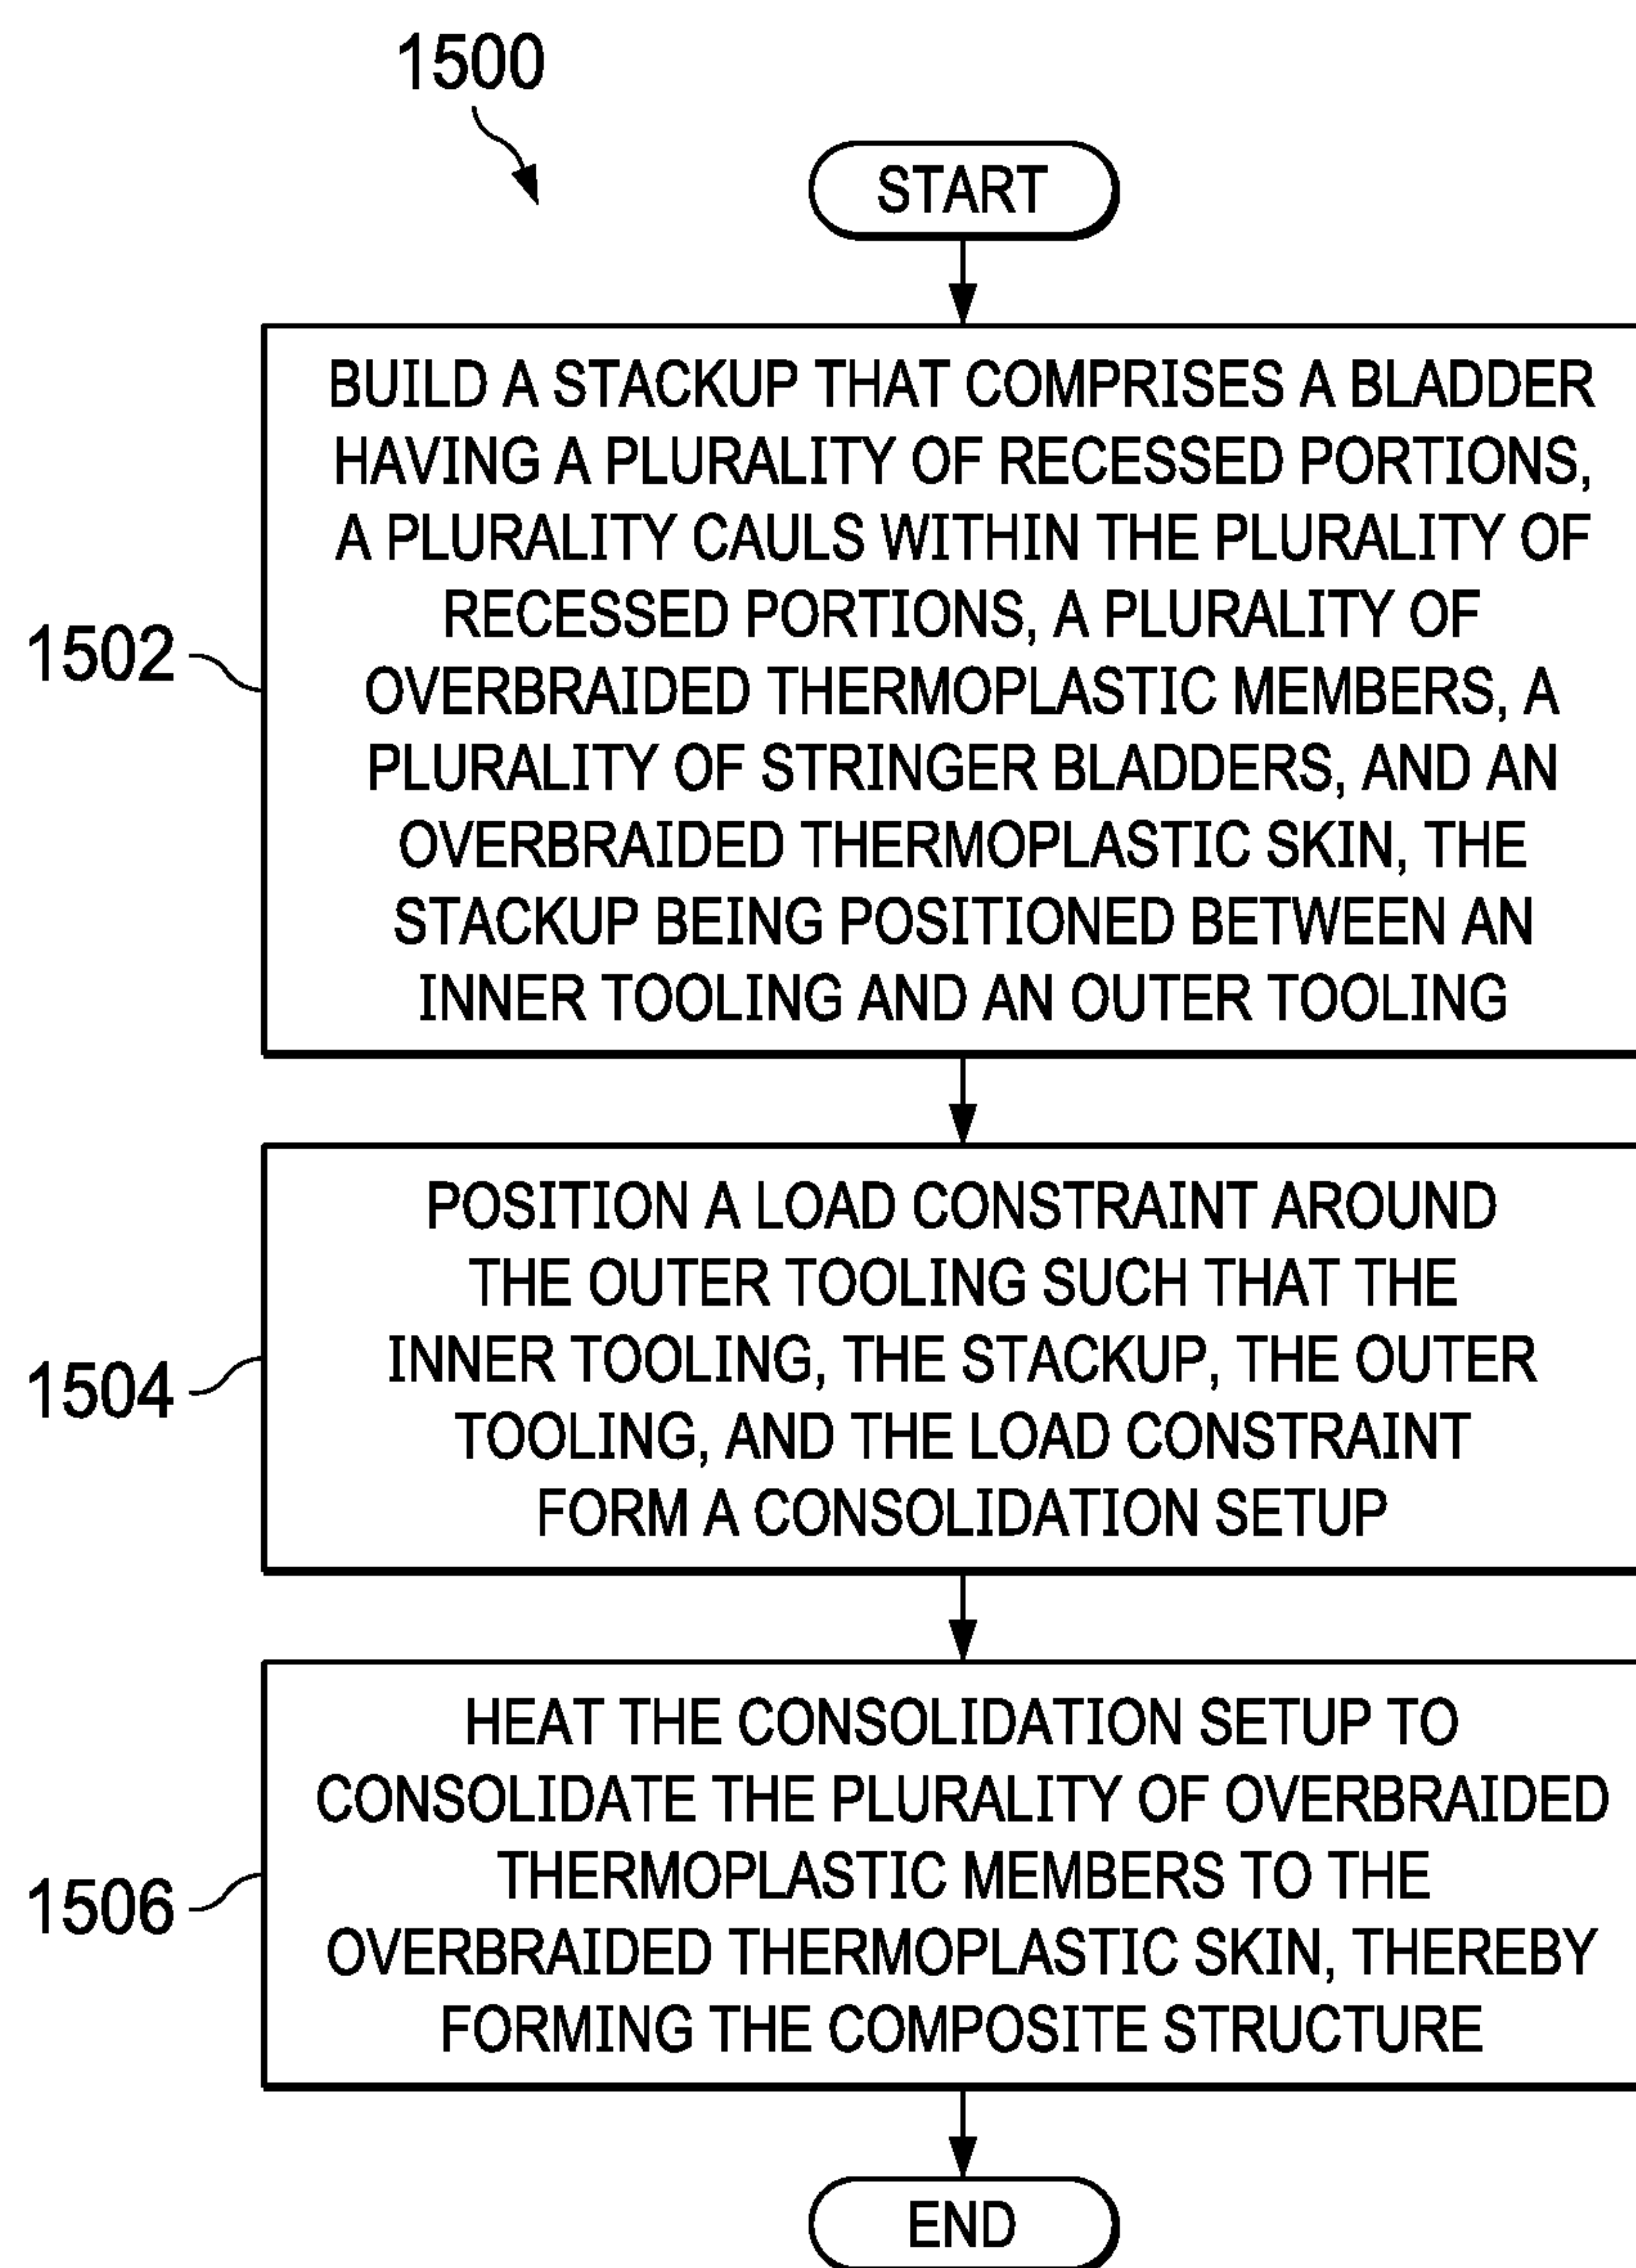 1500
START
BUILD A STACKUP THAT COMPRISES A BLADDER
HAVING A PLURALITY OF RECESSED PORTIONS,
A PLURALITY CAULS WITHIN THE PLURALITY OF
RECESSED PORTIONS, A PLURALITY OF
OVERBRAIDED THERMOPLASTIC MEMBERS, A
PLURALITY OF STRINGER BLADDERS, AND AN
OVERBRAIDED THERMOPLASTIC SKIN, THE
STACKUP BEING POSITIONED BETWEEN AN
INNER TOOLING AND AN OUTER TOOLING
1502
POSITION A LOAD CONSTRAINT AROUND
THE OUTER TOOLING SUCH THAT THE
INNER TOOLING, THE STACKUP, THE OUTER
TOOLING, AND THE LOAD CONSTRAINT
FORM A CONSOLIDATION SETUP
1504
HEAT THE CONSOLIDATION SETUP TO
CONSOLIDATE THE PLURALITY OF OVERBRAIDED
THERMOPLASTIC MEMBERS TO THE
OVERBRAIDED THERMOPLASTIC SKIN, THEREBY
FORMING THE COMPOSITE STRUCTURE
1506
END